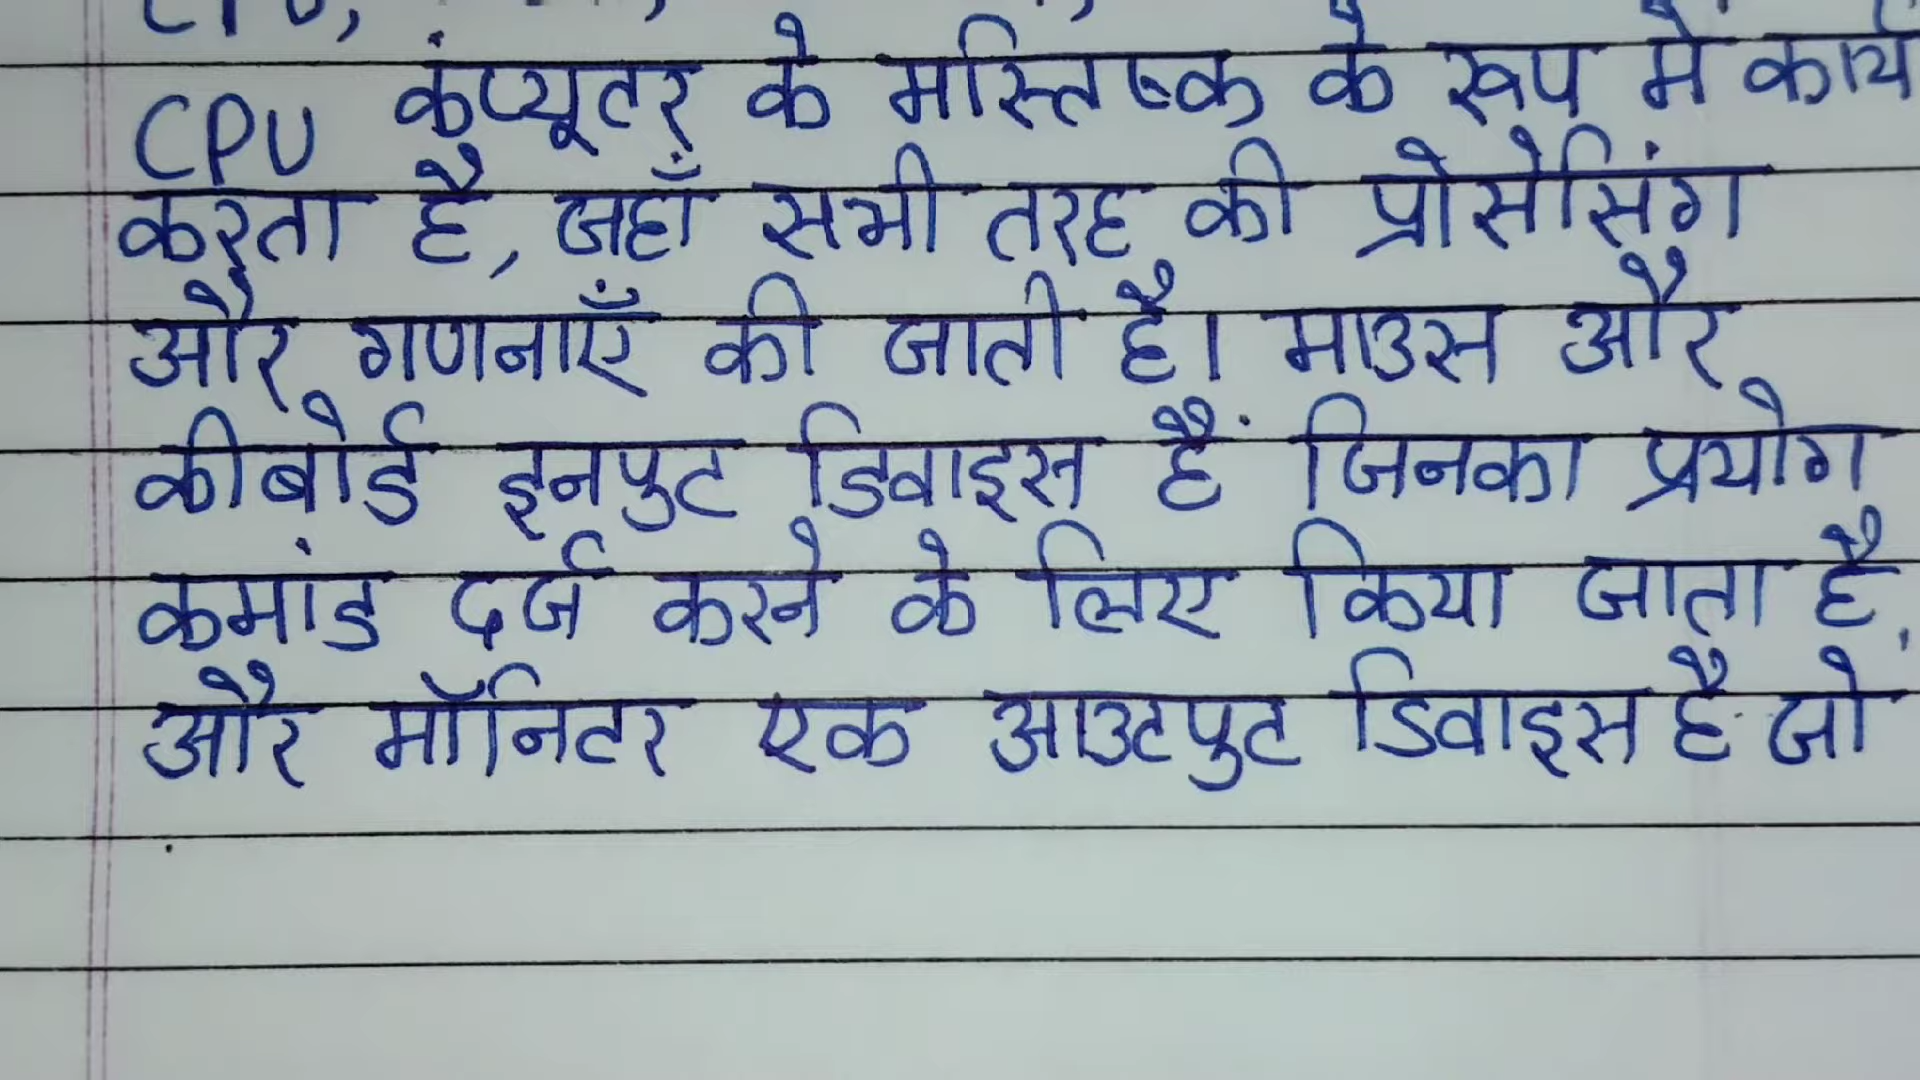 CPU कंप्यूतर के मस्तिष्क के रूप में कार्य
करता है, जहाँ सभी तरह की प्रोसेसिंग
और गणनाएँ की जाती है। माउस और
कीबोर्ड इनपुट डिवाइस हैं जिनका प्रयोग
कमांड दर्ज करने के लिए किया जाता है,
और मॉनिटर एक आउटपुट डिवाइस है जो